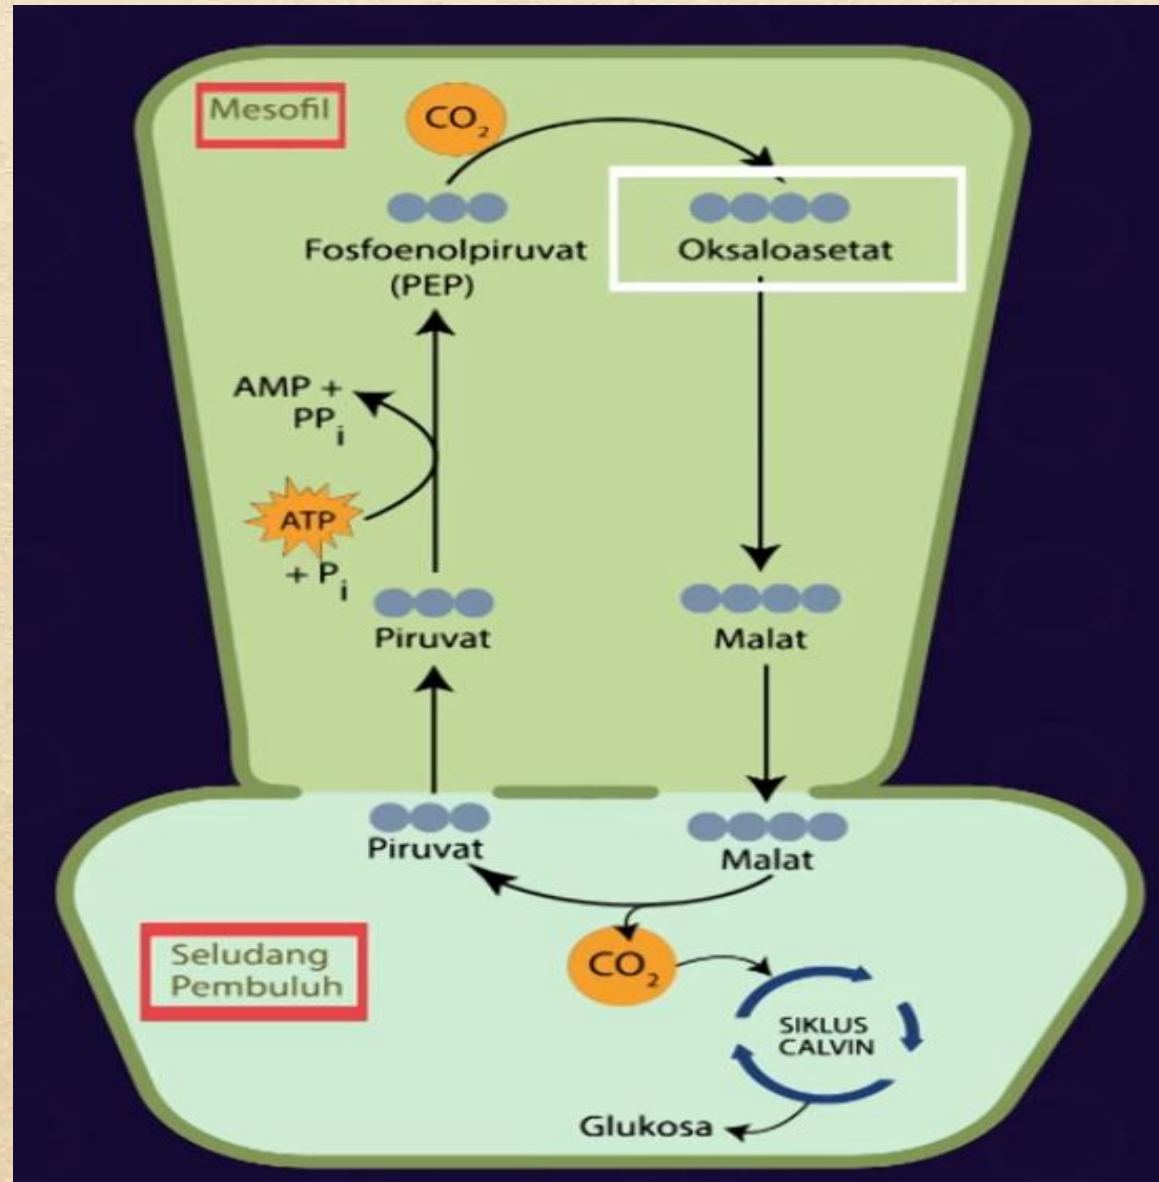 Mesofil
CO₂
Fosfoenolpiruvat
(PEP)
Oksaloasetat
AMP +
PPi
ATP
+ Pi
Piruvat
Malat
Piruvat
Malat
Seludang
Pembuluh
CO₂
SIKLUS
CALVIN
Glukosa